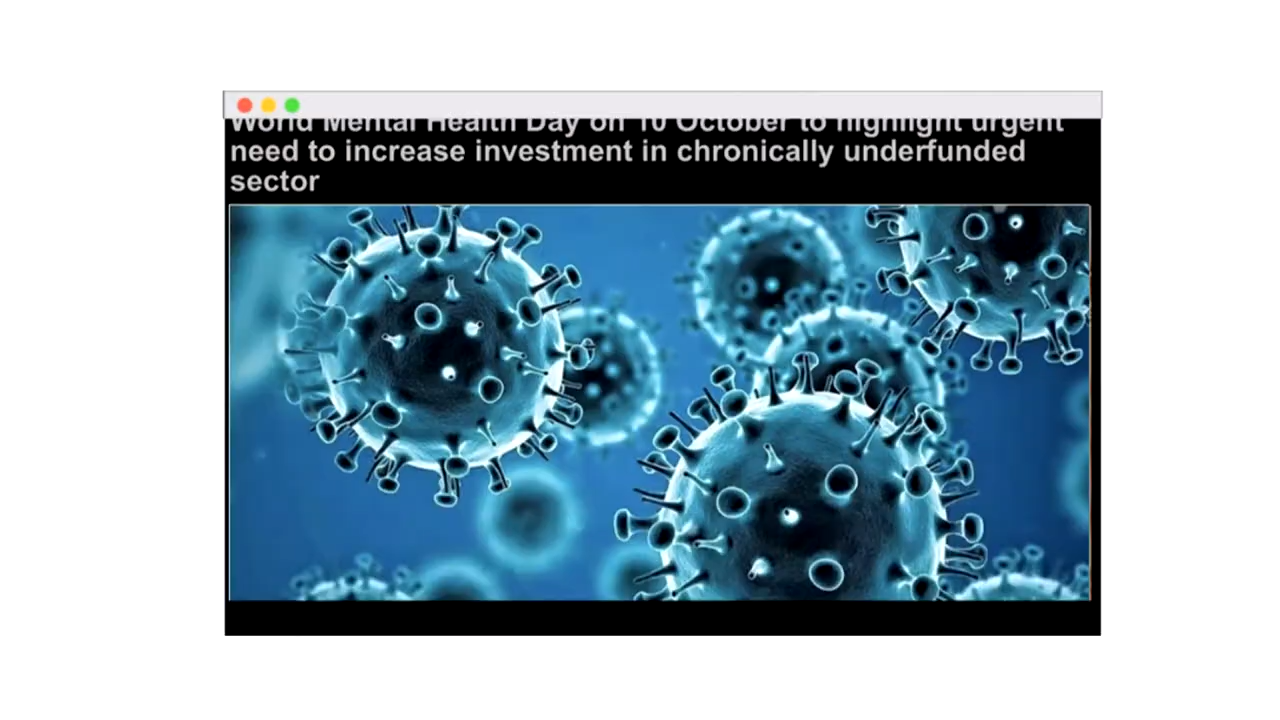 World Mental Health Day on 10 October to highlight urgent
need to increase investment in chronically underfunded
sector